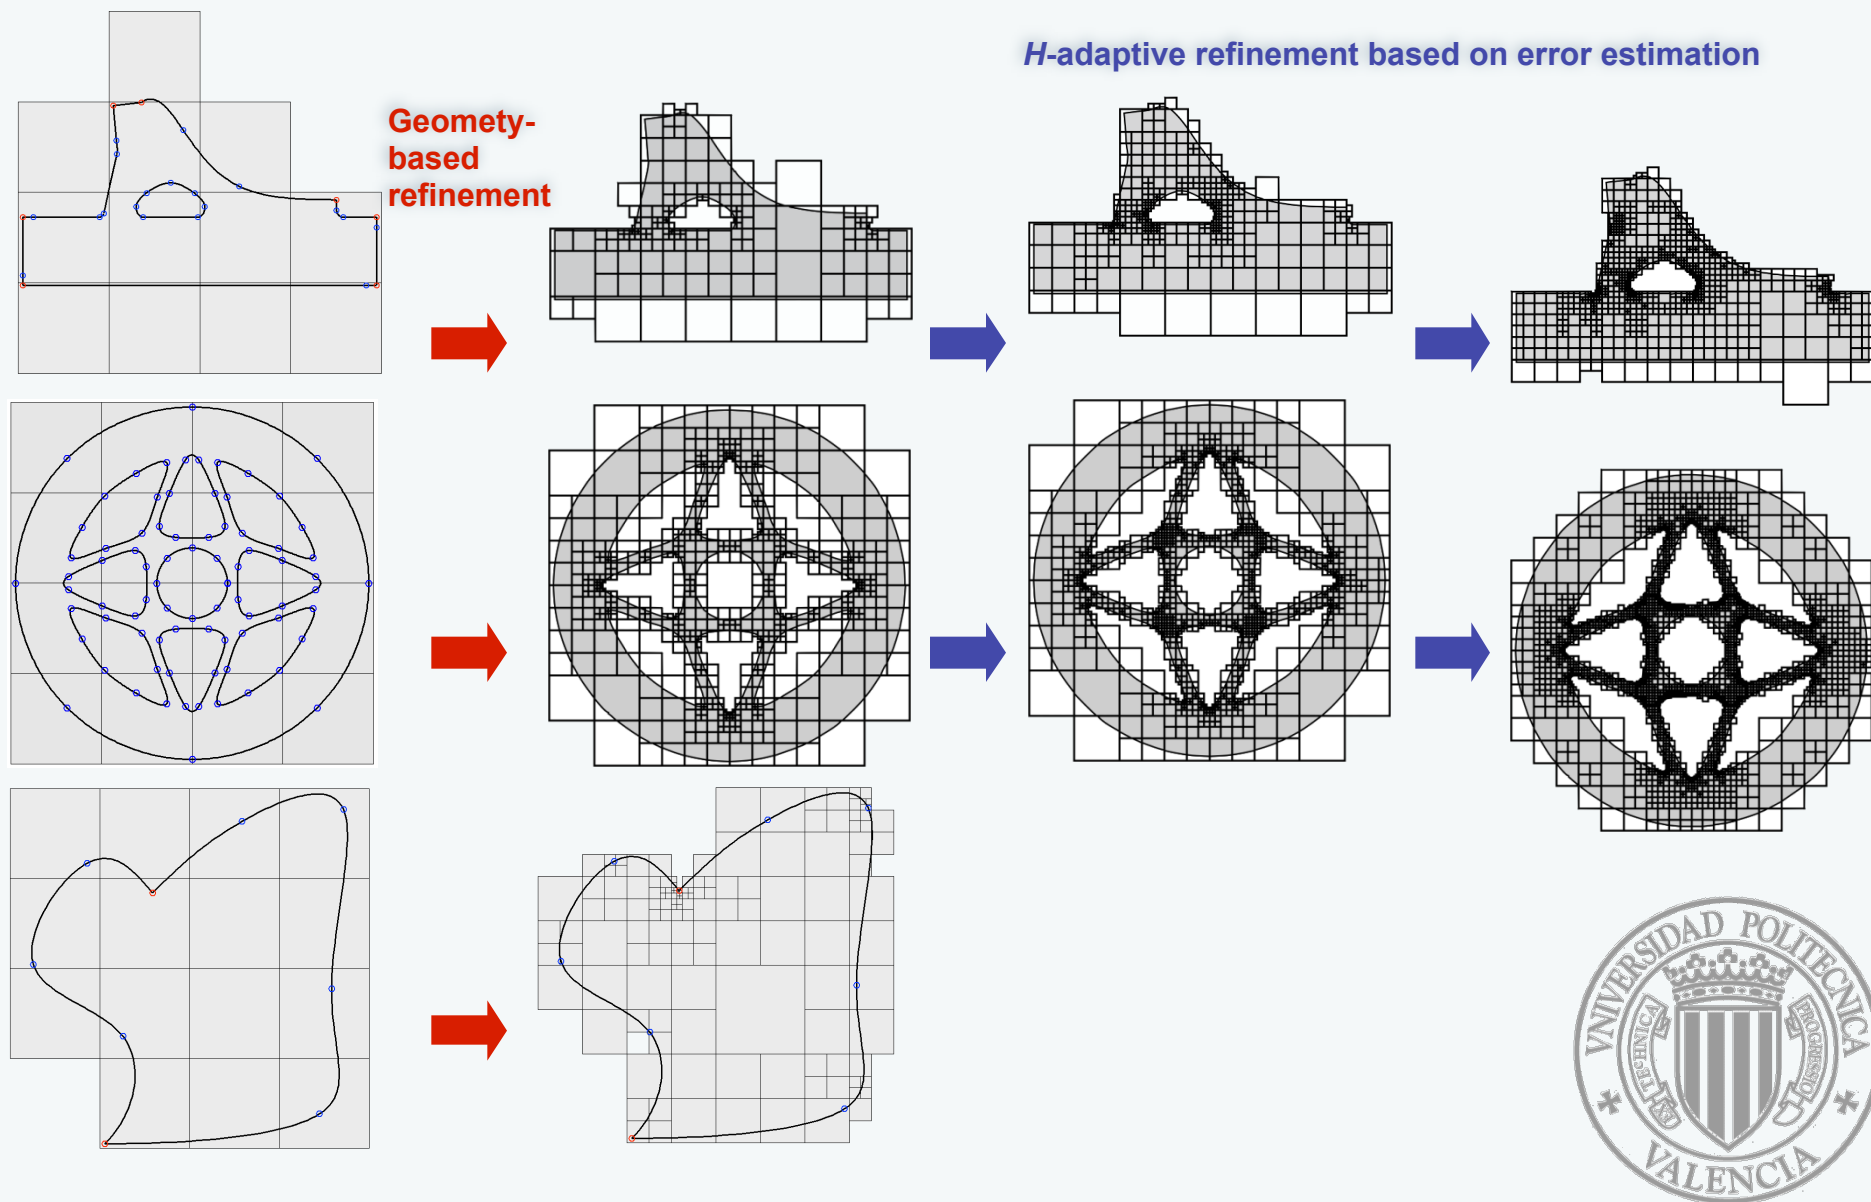 H-adaptive refinement based on error estimation
Geomety-
based
refinement
VNIVERSIDAD POLITECNICA
TECHNICA
PROGRESSIO
VALENCIA